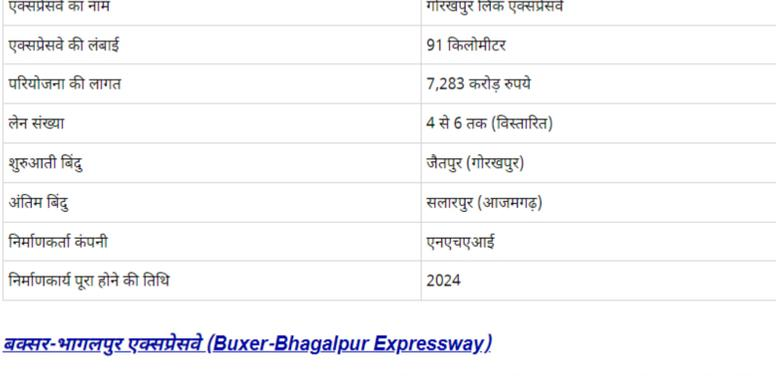 एक्सप्रेसवे का नाम गोरखपुर लिंक एक्सप्रेसवे
एक्सप्रेसवे की लंबाई 91 किलोमीटर
परियोजना की लागत 7,283 करोड़ रुपये
लेन संख्या 4 से 6 तक (विस्तारित)
शुरुआती बिंदु जैतपुर (गोरखपुर)
अंतिम बिंदु सलारपुर (आजमगढ़)
निर्माणकर्ता कंपनी एनएचएआई
निर्माणकार्य पूरा होने की तिथि 2024
बक्सर-भागलपुर एक्सप्रेसवे (Buxer-Bhagalpur Expressway)